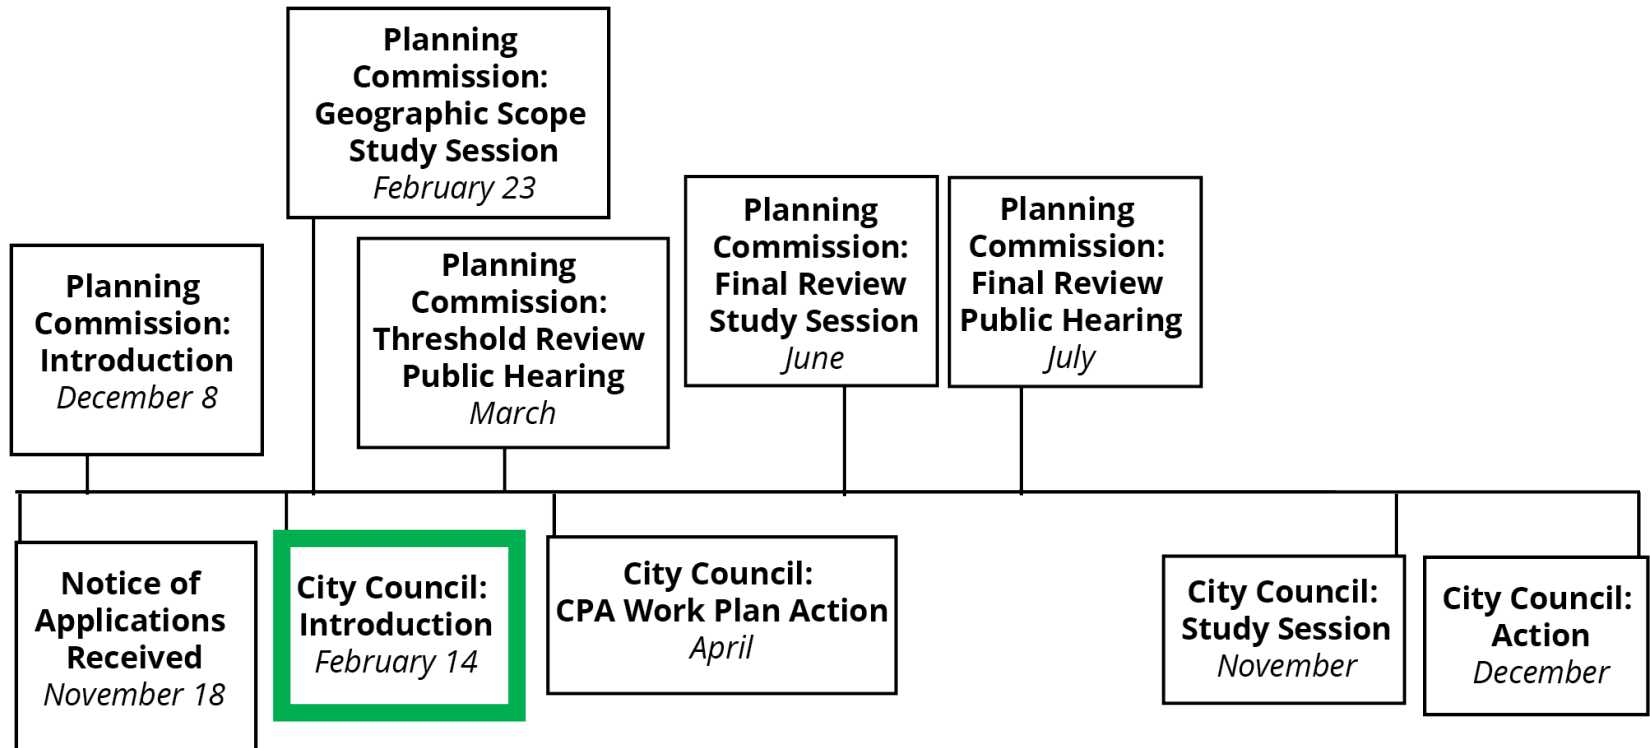 Planning
Commission:
Geographic Scope
Study Session
February 23
Planning
Commission:
Introduction
December 8
Planning
Commission:
Threshold Review
Public Hearing
March
Planning
Commission:
Final Review
Study Session
June
Planning
Commission:
Final Review
Public Hearing
July
Notice of
Applications
Received
November 18
City Council:
Introduction
February 14
City Council:
CPA Work Plan Action
April
City Council:
Study Session
November
City Council:
Action
December